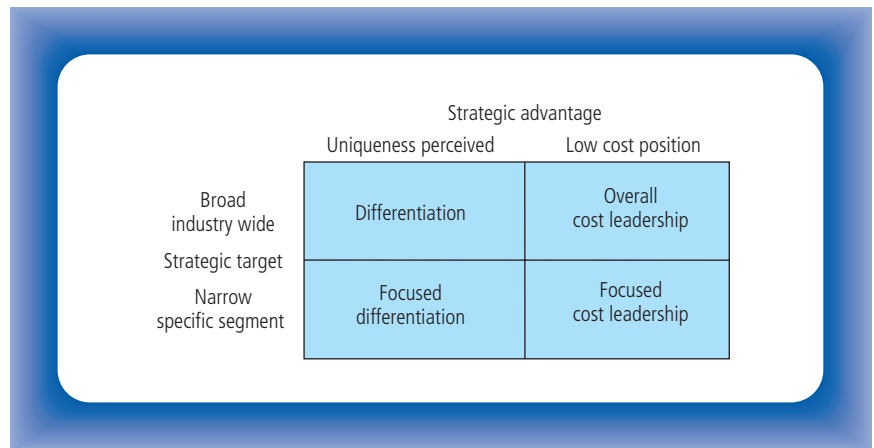 Strategic advantage
Uniqueness perceived
Low cost position
Broad
industry wide
Differentiation
Overall
cost leadership
Strategic target
Narrow
specific segment
Focused
differentiation
Focused
cost leadership